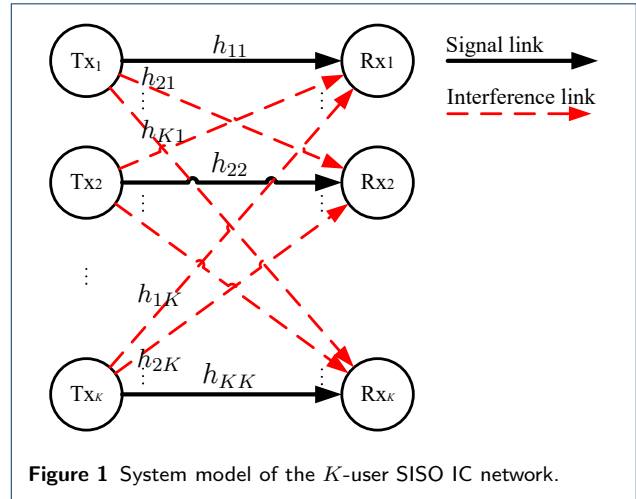 Tx1 h11 Rx1 Signal link
h21 Interference link
hK1
Tx2 h22 Rx2
h1K
h2K
TxK hKK RxK
Figure 1 System model of the K-user SISO IC network.